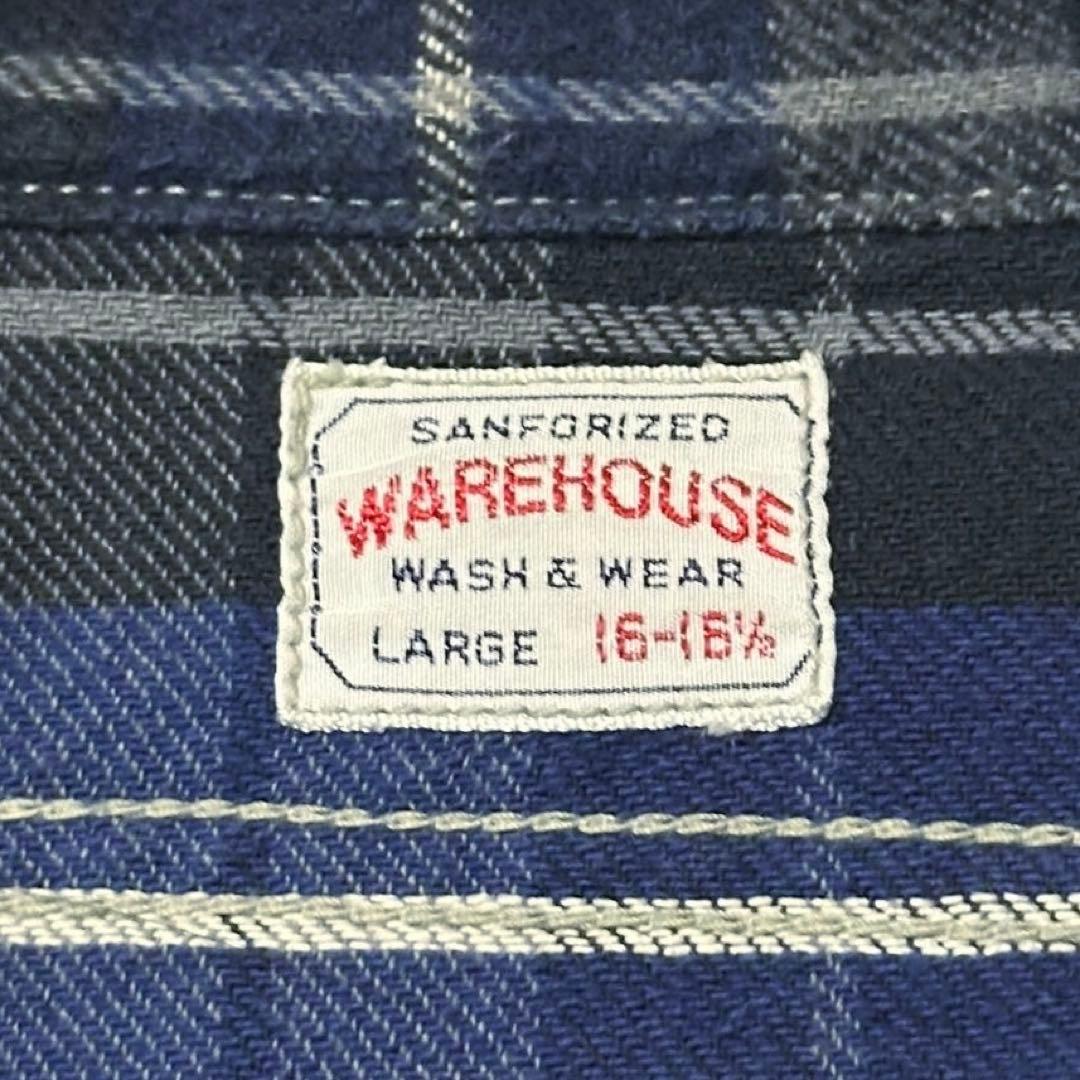 SANFORIZED
WAREHOUSE
WASH & WEAR
LARGE 16-16½